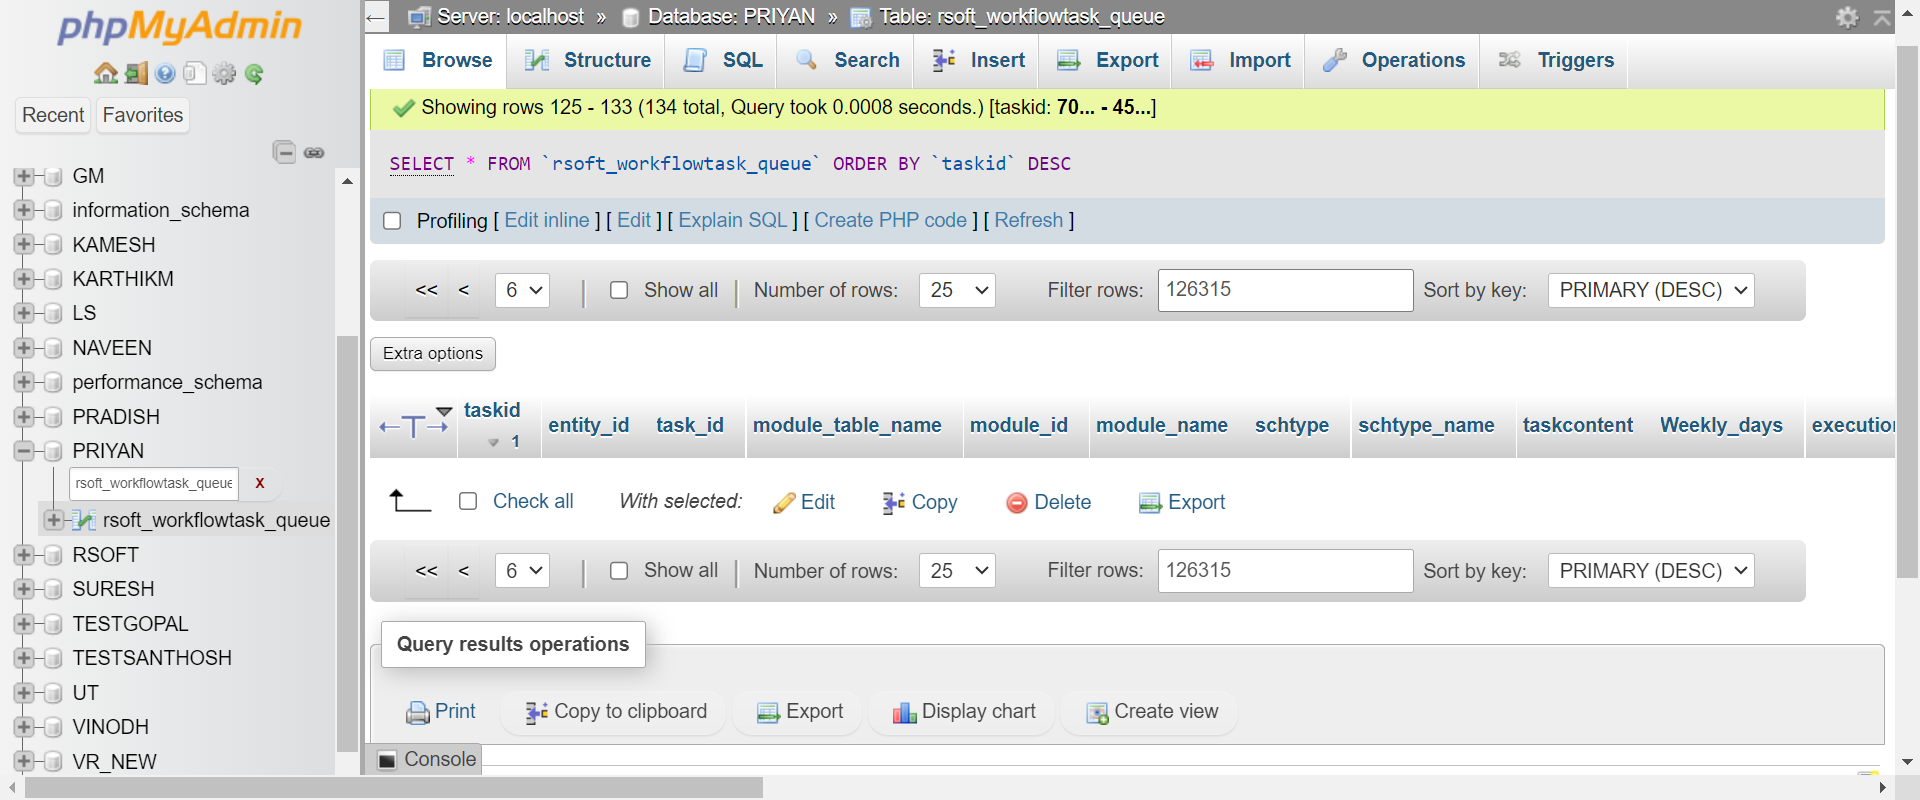 phpMyAdmin
Recent
Favorites
GM
information_schema
KAMESH
KARTHIKM
LS
NAVEEN
performance_schema
PRADISH
PRIYAN
rsoft_workflowtask_queue
X
rsoft_workflowtask_queue
RSOFT
SURESH
TESTGOPAL
TESTSANTHOSH
UT
VINODH
VR_NEW
Server: localhost » Database: PRIYAN » Table: rsoft_workflowtask_queue
Browse Structure SQL Search Insert Export Import Operations Triggers
Showing rows 125 - 133 (134 total, Query took 0.0008 seconds.) [taskid: 70... - 45...]
SELECT * FROM `rsoft_workflowtask_queue` ORDER BY `taskid` DESC
Profiling [ Edit inline ] [ Edit ] [ Explain SQL ] [ Create PHP code ] [ Refresh ]
<< < 6 | Show all | Number of rows: 25 Filter rows: 126315 Sort by key: PRIMARY (DESC)
Extra options
taskid 1 entity_id task_id module_table_name module_id module_name schtype schtype_name taskcontent Weekly_days execution
Check all With selected: Edit Copy Delete Export
<< < 6 | Show all | Number of rows: 25 Filter rows: 126315 Sort by key: PRIMARY (DESC)
Query results operations
Print Copy to clipboard Export Display chart Create view
Console